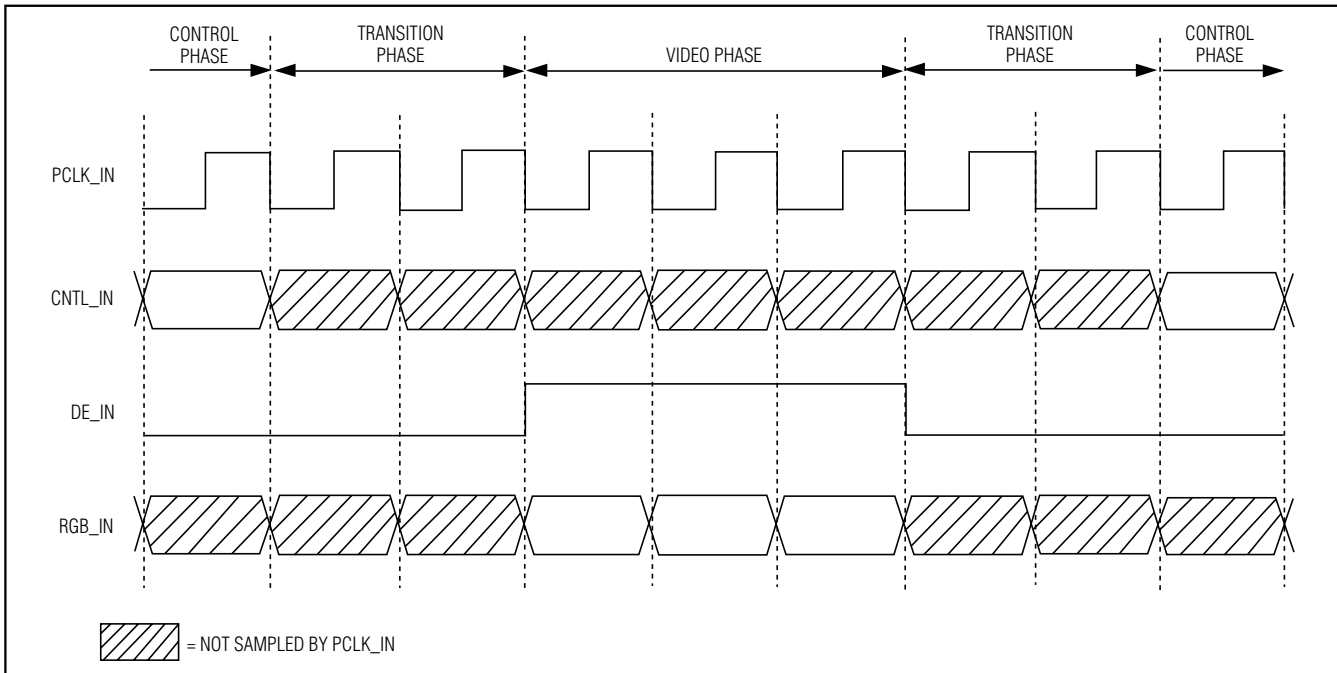 CONTROL
PHASE
TRANSITION
PHASE
VIDEO PHASE
TRANSITION
PHASE
CONTROL
PHASE
PCLK_IN
CNTL_IN
DE_IN
RGB_IN
= NOT SAMPLED BY PCLK_IN